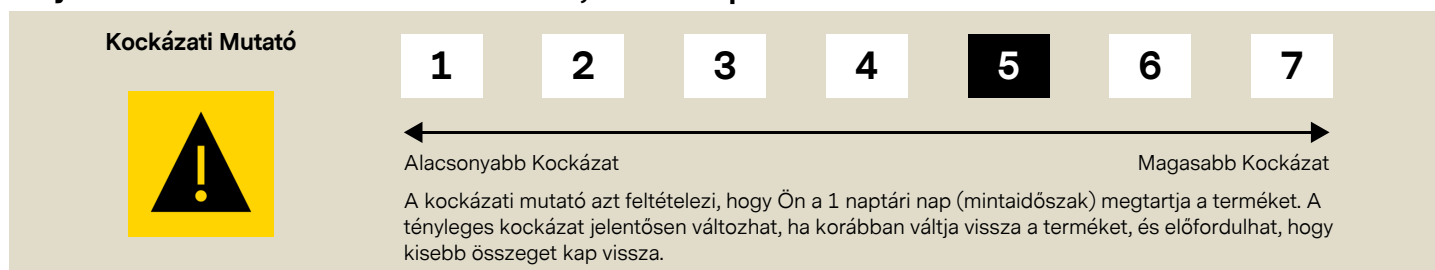 Kockázati Mutató
1 2 3 4 5 6 7
Alacsonyabb Kockázat Magasabb Kockázat
A kockázati mutató azt feltételezi, hogy Ön a 1 naptári nap (mintaidőszak) megtartja a terméket. A
tényleges kockázat jelentősen változhat, ha korábban váltja vissza a terméket, és előfordulhat, hogy
kisebb összeget kap vissza.